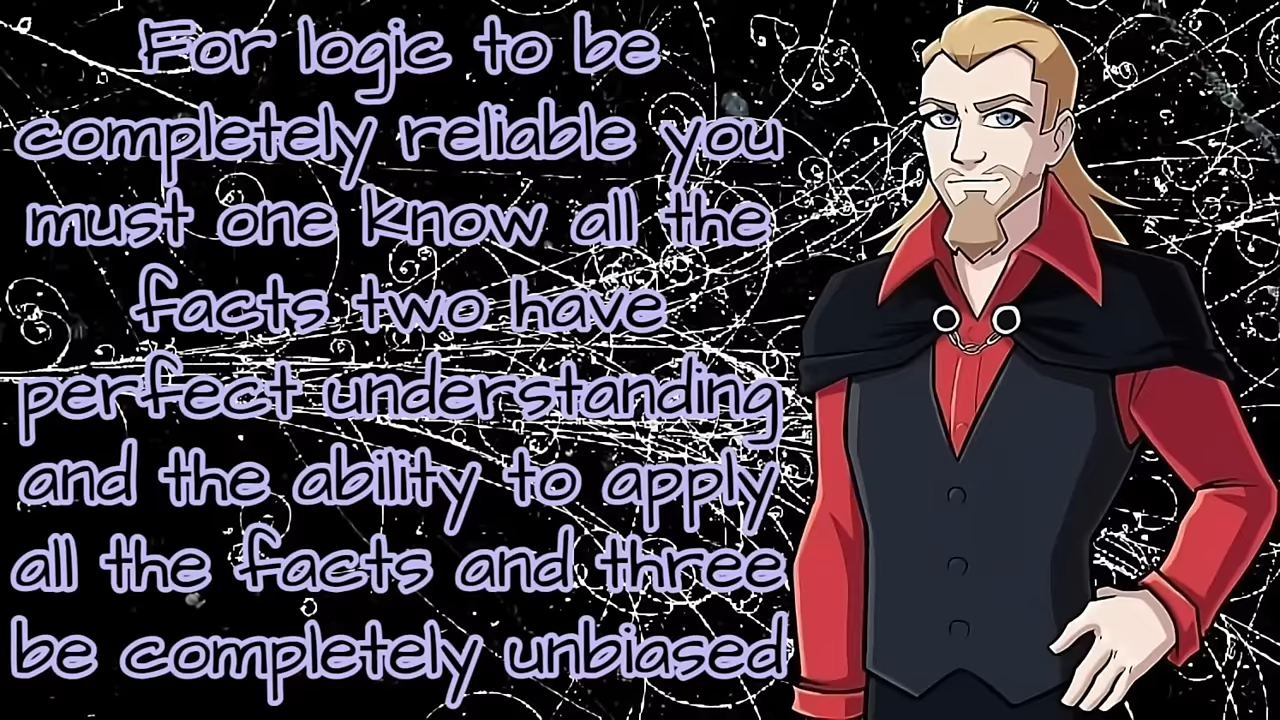 For logic to be
completely reliable you
must one know all the
facts two have
perfect understanding
and the ability to apply
all the facts and three
be completely unbiased